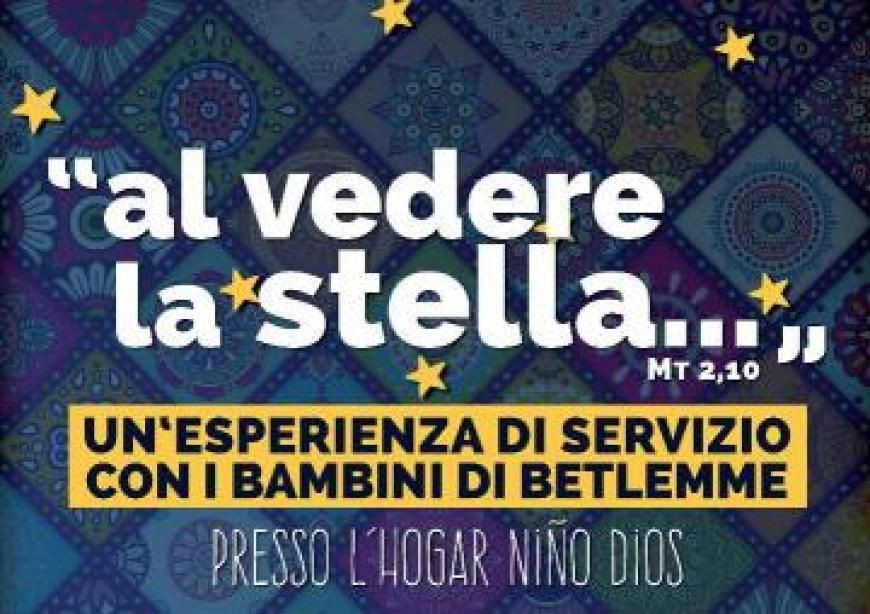 “al vedere
la stella...„
MT 2,10
UN‘ESPERIENZA DI SERVIZIO
CON I BAMBINI DI BETLEMME
PRESSO L´HOGAR NiÑO DiOS